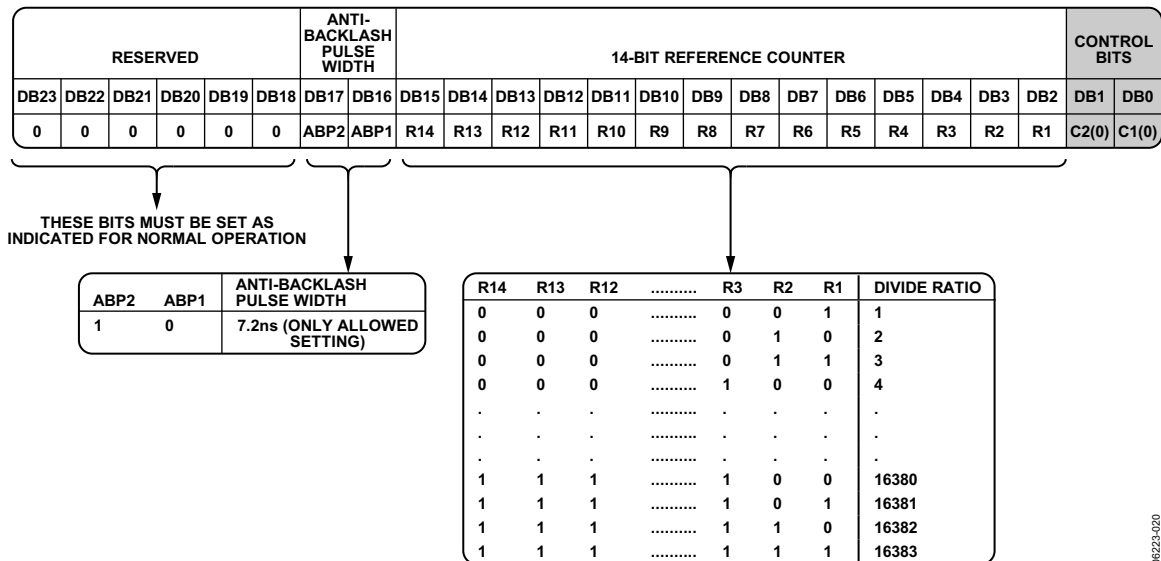 RESERVED
ANTI-
BACKLASH
PULSE
WIDTH
14-BIT REFERENCE COUNTER
CONTROL
BITS
DB23 DB22 DB21 DB20 DB19 DB18 DB17 DB16 DB15 DB14 DB13 DB12 DB11 DB10 DB9 DB8 DB7 DB6 DB5 DB4 DB3 DB2 DB1 DB0
0 0 0 0 0 0 ABP2 ABP1 R14 R13 R12 R11 R10 R9 R8 R7 R6 R5 R4 R3 R2 R1 C2(0) C1(0)
THESE BITS MUST BE SET AS
INDICATED FOR NORMAL OPERATION
ABP2 ABP1 ANTI-BACKLASH
PULSE WIDTH
1 0 7.2ns (ONLY ALLOWED
SETTING)
R14 R13 R12 .......... R3 R2 R1 DIVIDE RATIO
0 0 0 .......... 0 0 1 1
0 0 0 .......... 0 1 0 2
0 0 0 .......... 0 1 1 3
0 0 0 .......... 1 0 0 4
. . . .......... . . . .
. . . .......... . . . .
. . . .......... . . . .
1 1 1 .......... 1 0 0 16380
1 1 1 .......... 1 0 1 16381
1 1 1 .......... 1 1 0 16382
1 1 1 .......... 1 1 1 16383
06223-020